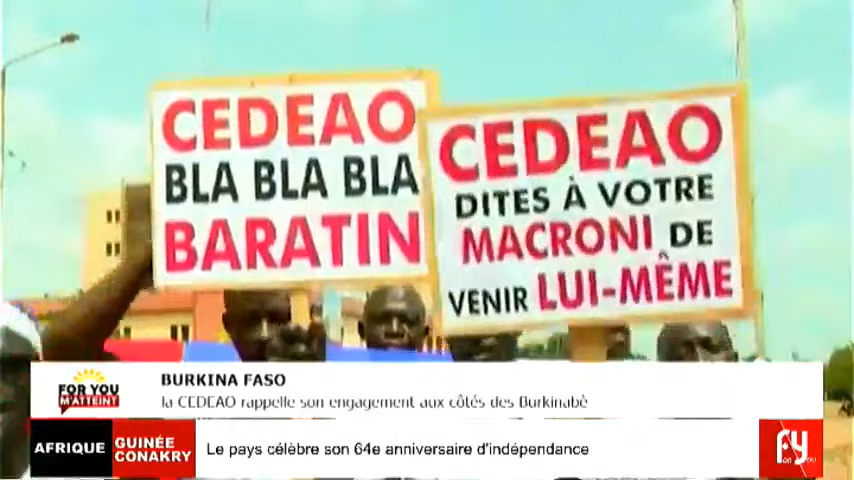 CEDEAO
BLA BLA BLA
BARATIN
CEDEAO
DITES À VOTRE
MACRONI DE
VENIR LUI-MÊME
FOR YOU
M'ATTEINT
BURKINA FASO
la CEDEAO rappelle son engagement aux côtés des Burkinabè
AFRIQUE
GUINÉE
CONAKRY
Le pays célèbre son 64e anniversaire d'indépendance